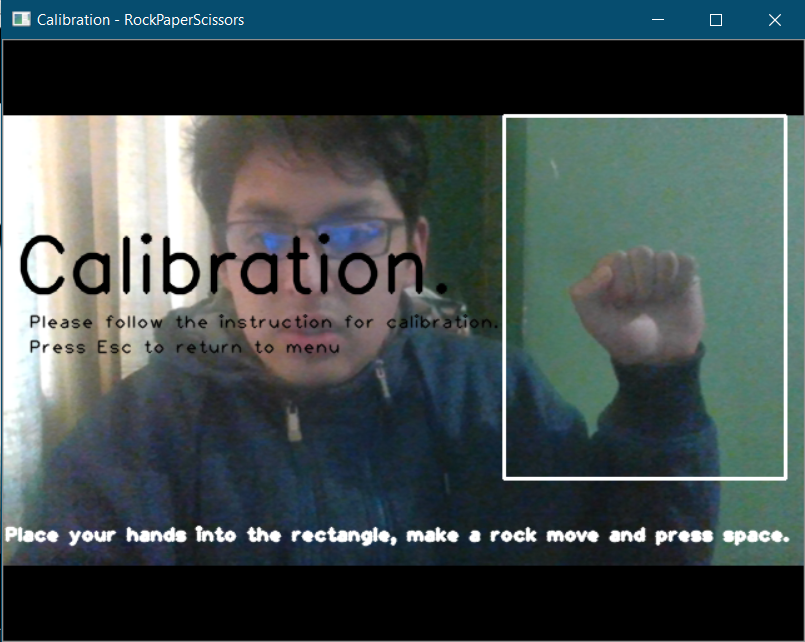 Calibration - RockPaperScissors
Calibration.
Please follow the instruction for calibration.
Press Esc to return to menu
Place your hands into the rectangle, make a rock move and press space.